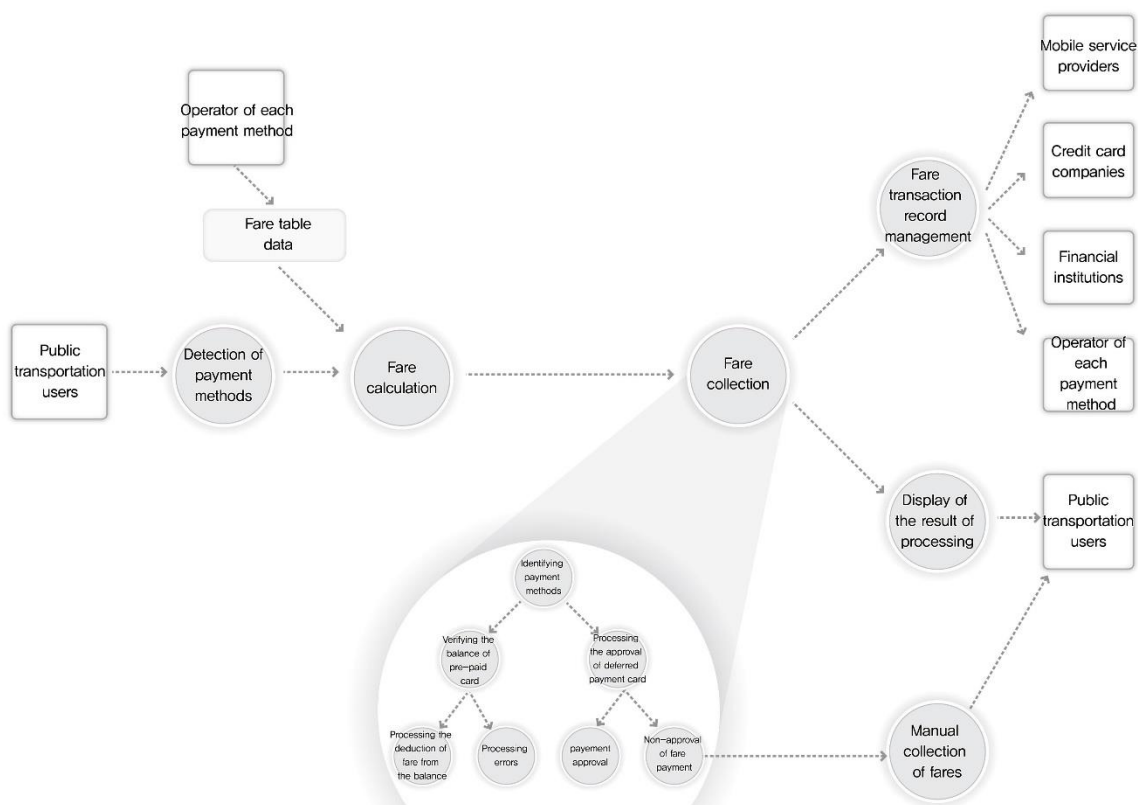 Mobile service
providers
Operator of each
payment method
Credit card
companies
Fare
transaction
record
management
Fare table
data
Financial
institutions
Public
transportation
users
Detection of
payment
methods
Fare
calculation
Fare
collection
Operator of
each
payment
method
Display of
the result of
processing
Public
transportation
users
Identifying
payment
methods
Verifying the
balance of
pre-paid
card
Processing
the approval
of deferred
payment card
Processing the
deduction of
fare from
the balance
Processing
errors
payement
approval
Non-approval
of fare
payment
Manual
collection
of fares